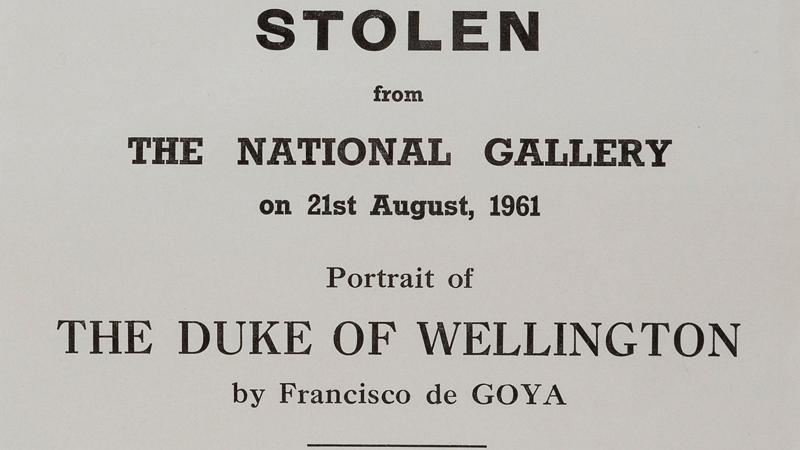 STOLEN
from
THE NATIONAL GALLERY
on 21st August, 1961
Portrait of
THE DUKE OF WELLINGTON
by Francisco de GOYA